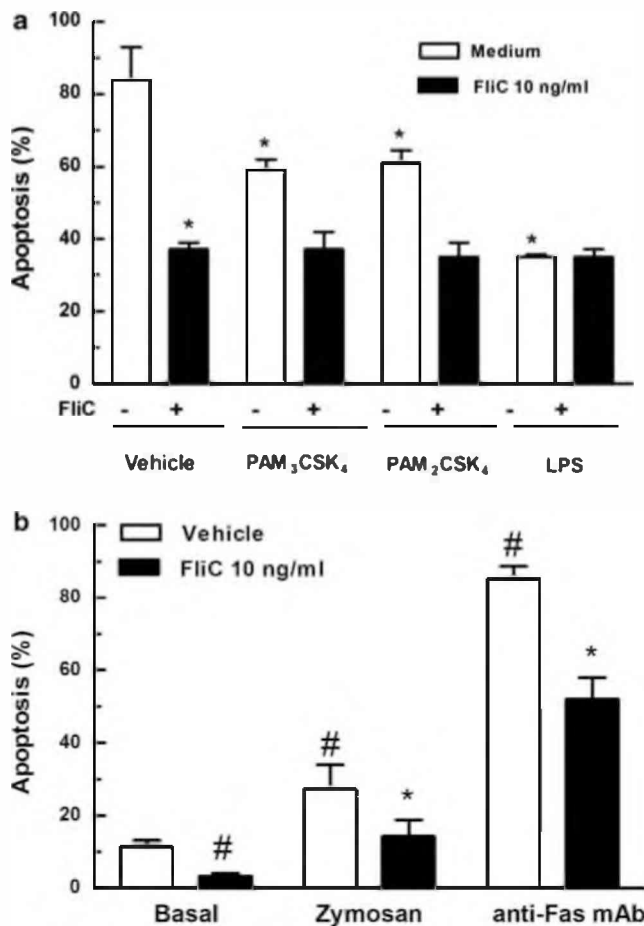 a
100
80
60
40
20
0
Apoptosis (%)
Medium
FliC 10 ng/ml
*
*
*
*
FliC - + - + - + - +
Vehicle PAM₃CSK₄ PAM₂CSK₄ LPS
b
100
80
60
40
20
0
Apoptosis (%)
Vehicle
FliC 10 ng/ml
#
#
*
#
*
Basal Zymosan anti-Fas mAb